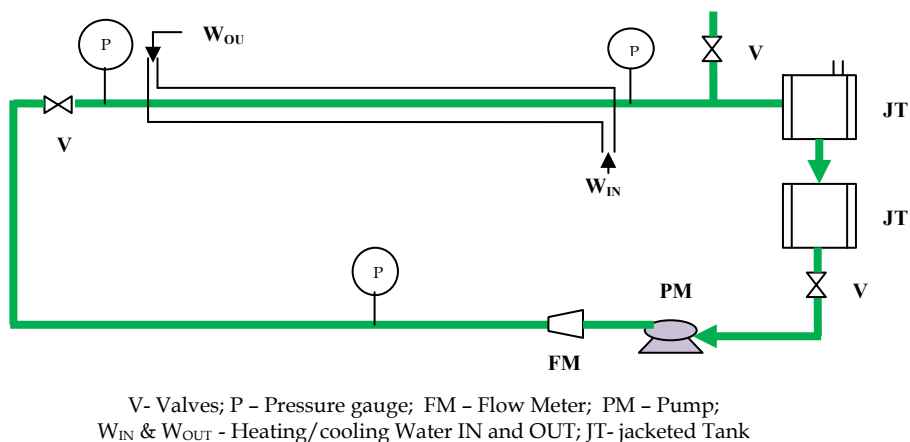 W_OU
P
P
V
JT
V
W_IN
JT
P
PM
V
FM
V- Valves; P – Pressure gauge; FM – Flow Meter; PM – Pump;
W_IN & W_OUT - Heating/cooling Water IN and OUT; JT- jacketed Tank